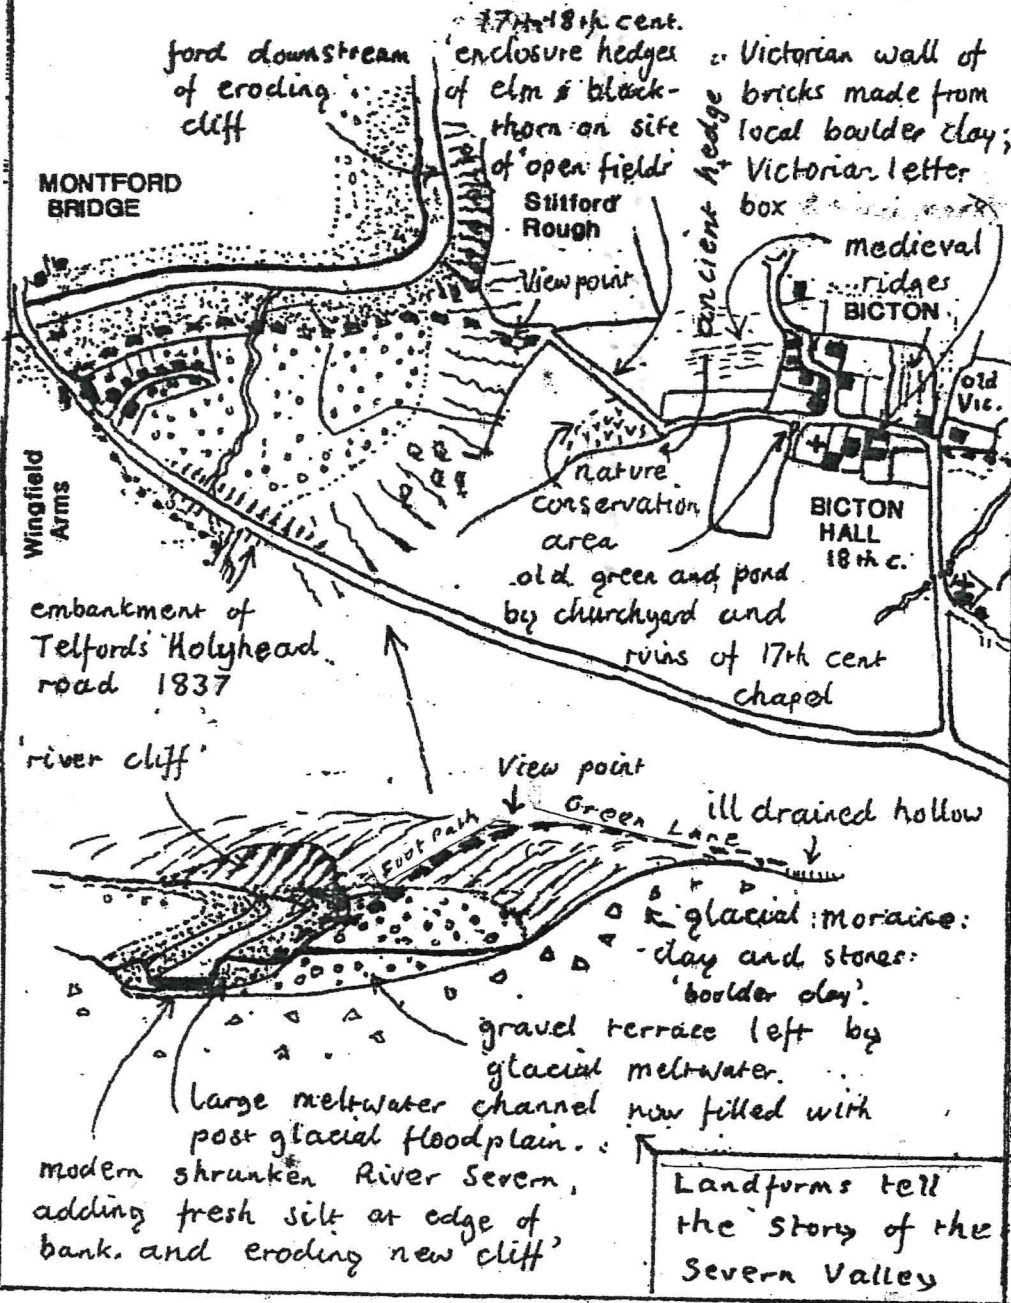 ford downstream
of eroding
cliff
17th-18th cent.
'enclosure hedges
of elm & black-
thorn on site
of 'open fields'
ancient hedge
Victorian wall of
bricks made from
local boulder clay;
Victorian letter
box
MONTFORD
BRIDGE
Stitford
Rough
View point
medieval
ridges
BICTON
old
Vic.
Wingfield
Arms
nature
conservation
area
BICTON
HALL
18th c.
old green and pond
by churchyard and
ruins of 17th cent
chapel
embankment of
Telfords' Holyhead
road 1837
'river cliff'
View point
Foot Path
Green Lane
ill drained hollow
glacial moraine:
clay and stones:
'boulder clay'.
gravel terrace left by
glacial meltwater.
large meltwater channel now filled with
post glacial floodplain.
modern shrunken River Severn,
adding fresh silt at edge of
bank. and eroding new 'cliff'
Landforms tell
the story of the
Severn Valley